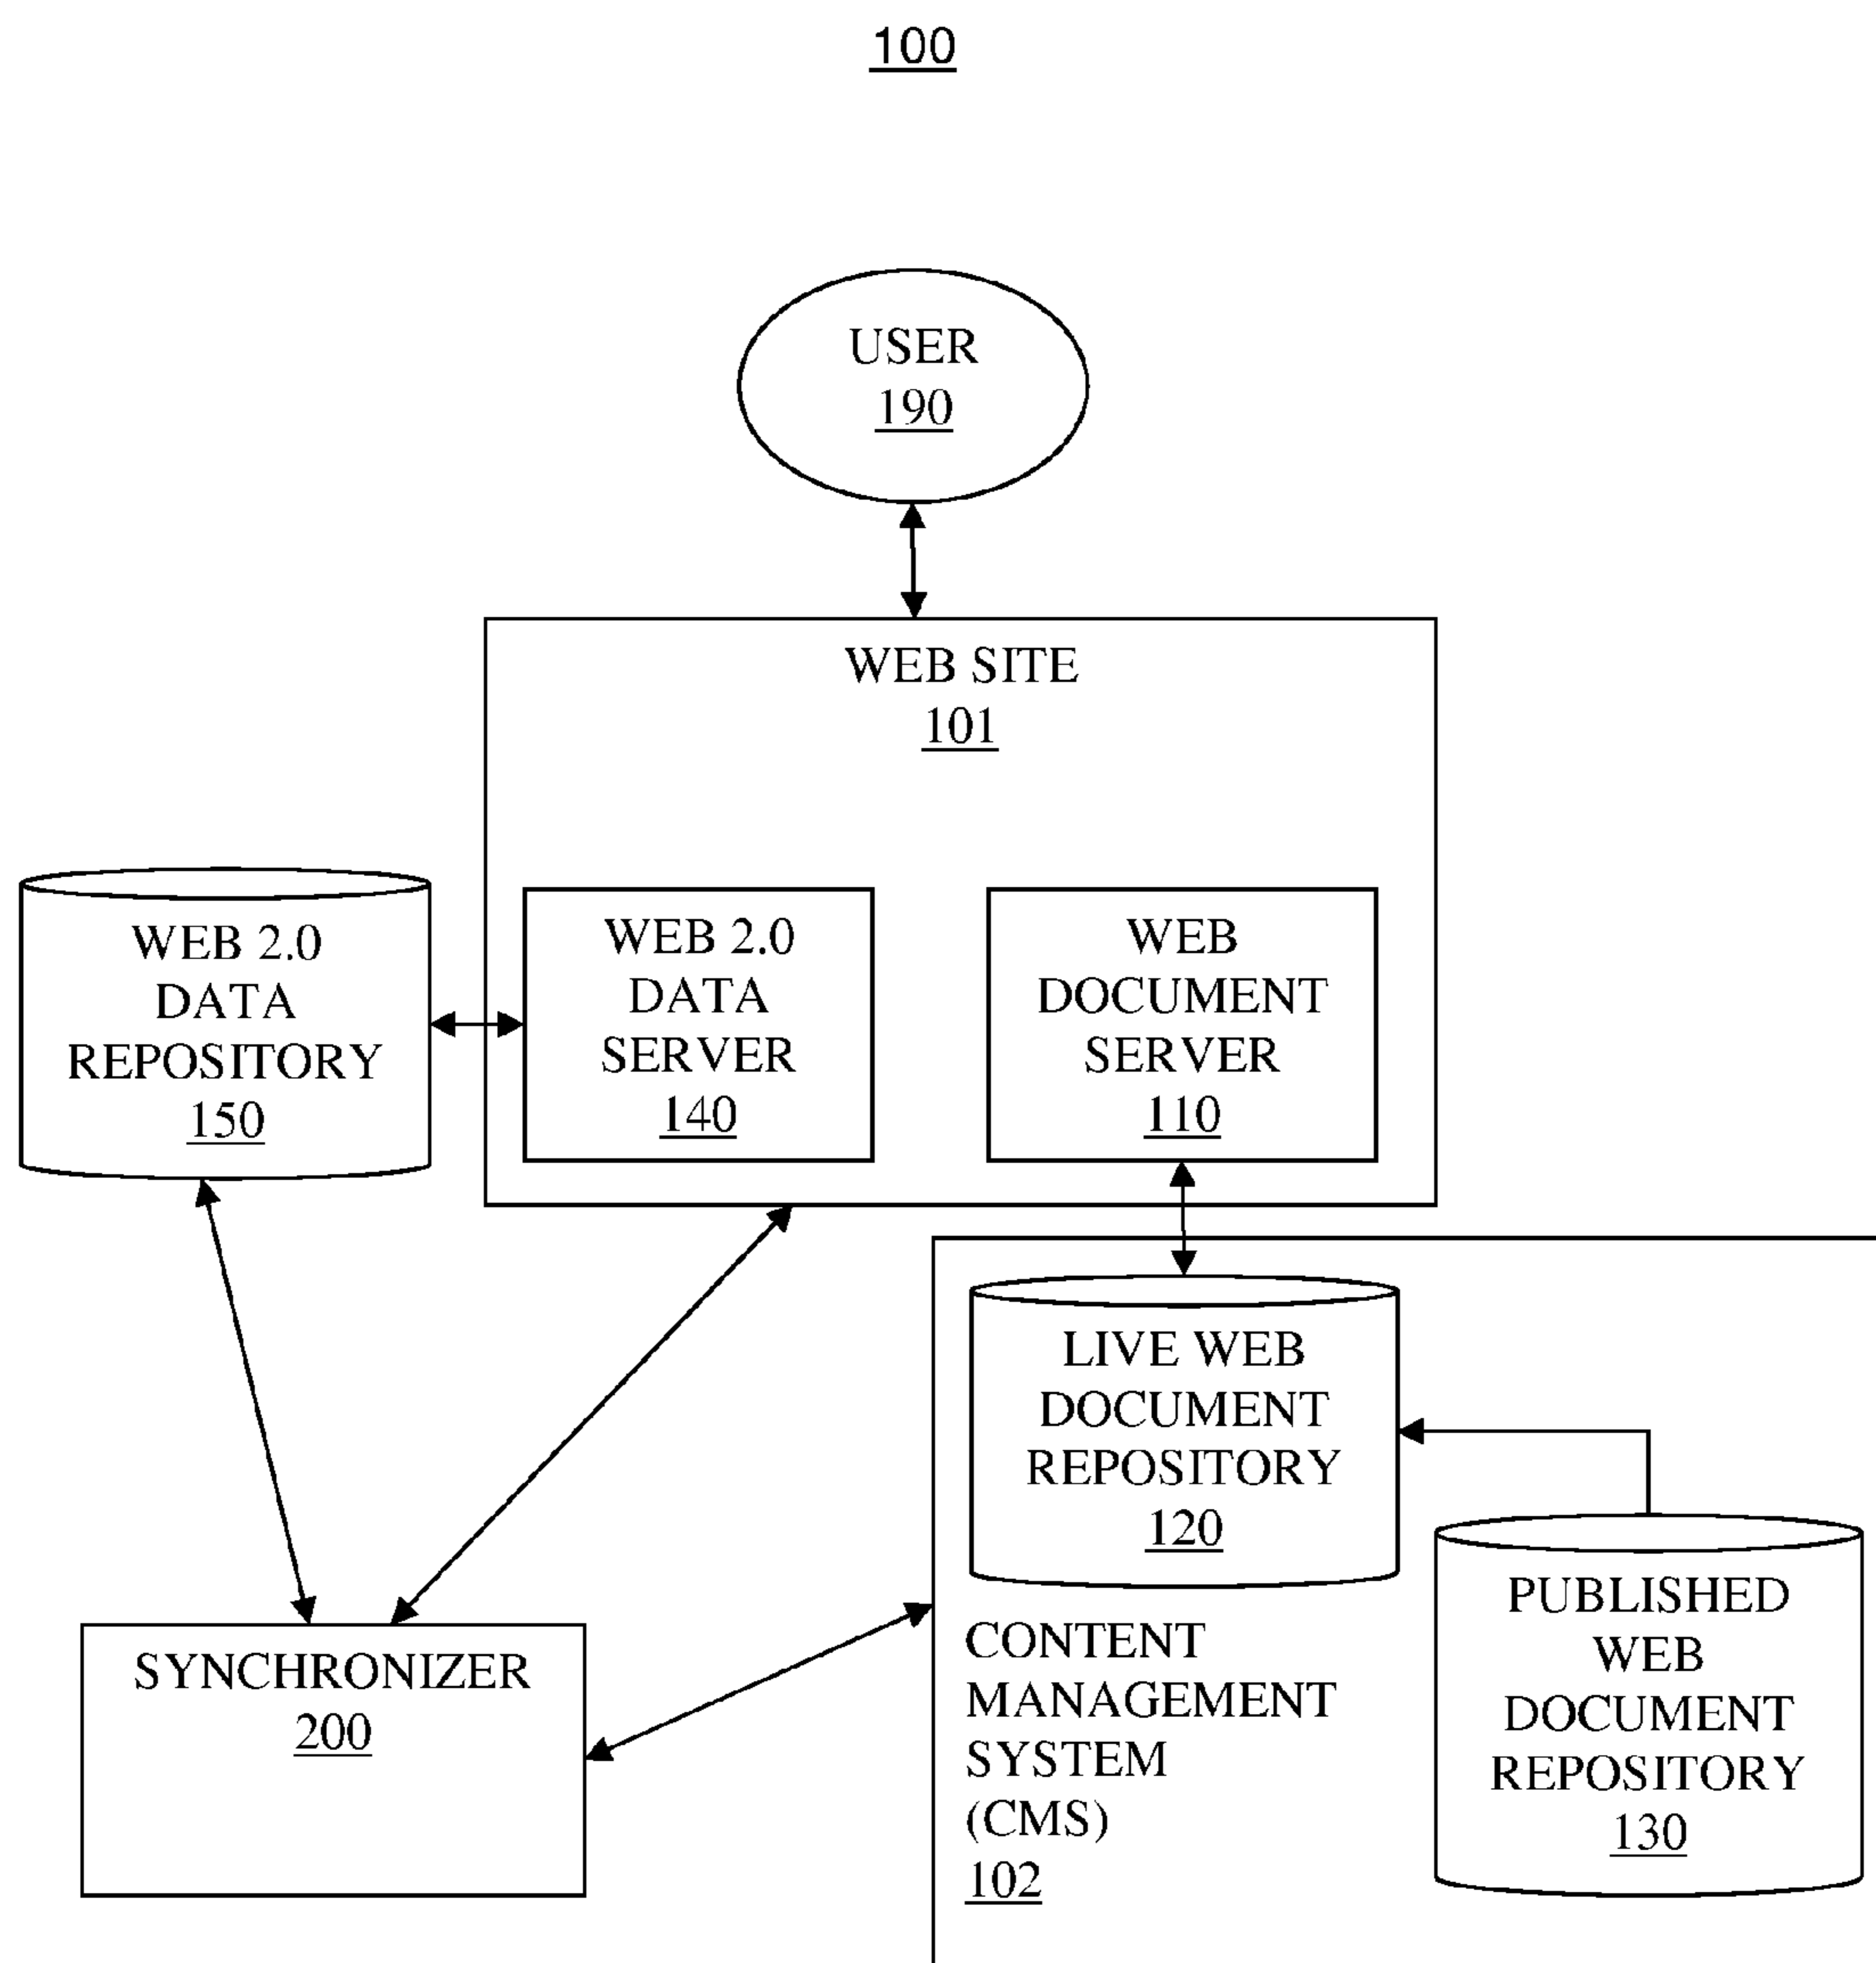 100
USER
190
WEB SITE
101
WEB 2.0
DATA
REPOSITORY
150
WEB 2.0
DATA
SERVER
140
WEB
DOCUMENT
SERVER
110
LIVE WEB
DOCUMENT
REPOSITORY
120
PUBLISHED
WEB
DOCUMENT
REPOSITORY
130
SYNCHRONIZER
200
CONTENT
MANAGEMENT
SYSTEM
(CMS)
102